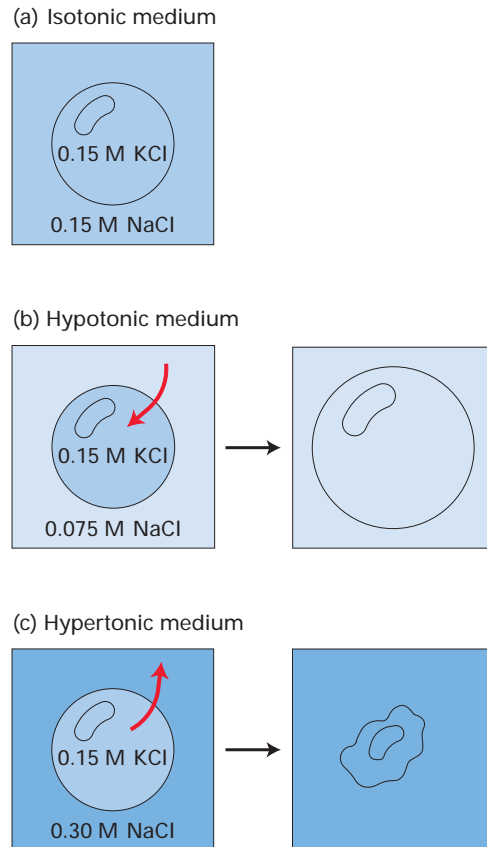 (a) Isotonic medium
0.15 M KCl
0.15 M NaCl
(b) Hypotonic medium
0.15 M KCl
0.075 M NaCl
(c) Hypertonic medium
0.15 M KCl
0.30 M NaCl